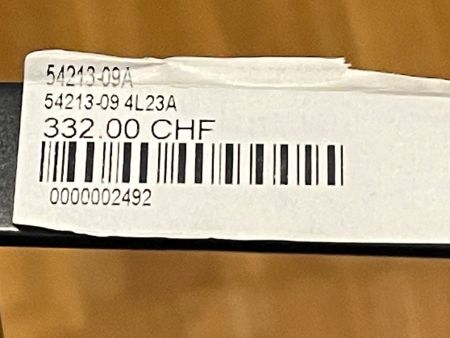 54213-09A
54213-09 4L23A
332.00 CHF
0000002492